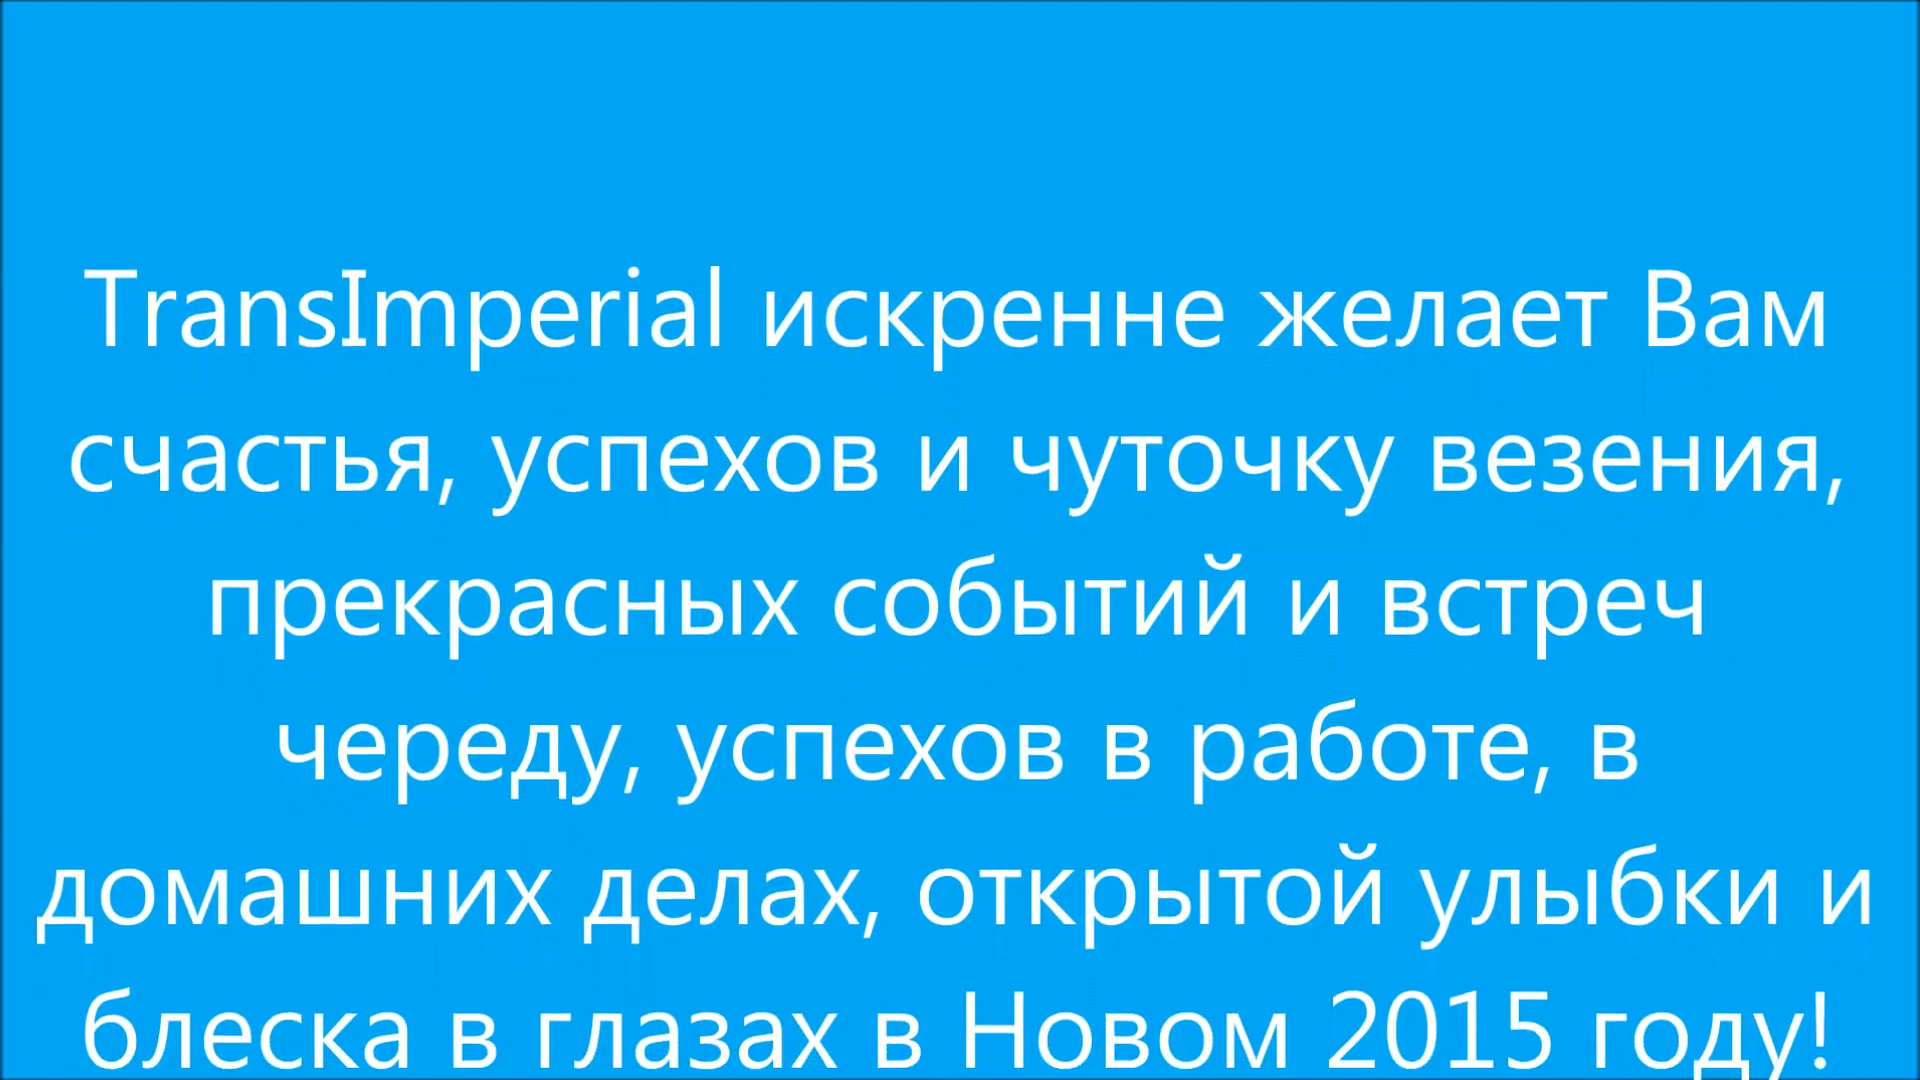 TransImperial искренне желает Вам
счастья, успехов и чуточку везения,
прекрасных событий и встреч
череду, успехов в работе, в
домашних делах, открытой улыбки и
блеска в глазах в Новом 2015 году!